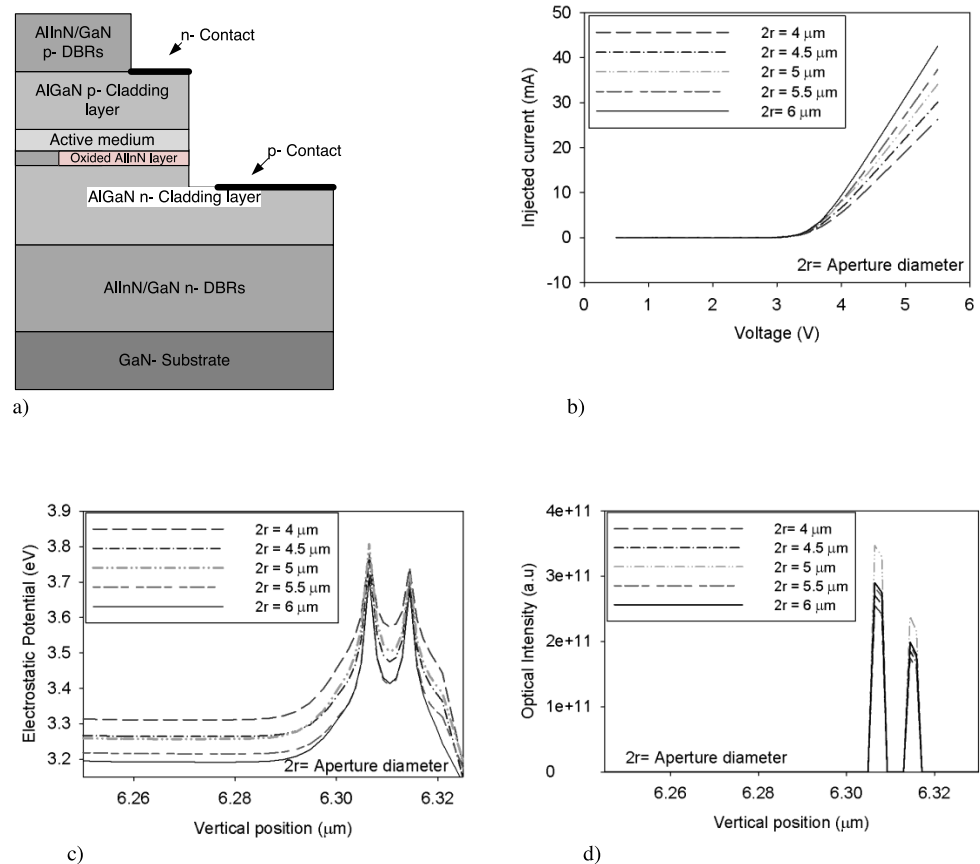 AlInN/GaN
p- DBRs
n- Contact
AlGaN p- Cladding
layer
Active medium
Oxided AlInN layer
p- Contact
AlGaN n- Cladding layer
AlInN/GaN n- DBRs
GaN- Substrate
a)
Injected current (mA)
50
40
30
20
10
0
-10
2r = 4 μm
2r = 4.5 μm
2r = 5 μm
2r = 5.5 μm
2r= 6 μm
2r= Aperture diameter
0 1 2 3 4 5 6
Voltage (V)
b)
Electrostatic Potential (eV)
3.9
3.8
3.7
3.6
3.5
3.4
3.3
3.2
2r = 4 μm
2r = 4.5 μm
2r = 5 μm
2r = 5.5 μm
2r = 6 μm
2r= Aperture diameter
6.26 6.28 6.30 6.32
Vertical position (μm)
c)
Optical Intensity (a.u)
4e+11
3e+11
2e+11
1e+11
0
2r= 4 μm
2r = 4.5 μm
2r = 5 μm
2r = 5.5 μm
2r = 6 μm
2r= Aperture diameter
6.26 6.28 6.30 6.32
Vertical position (μm)
d)